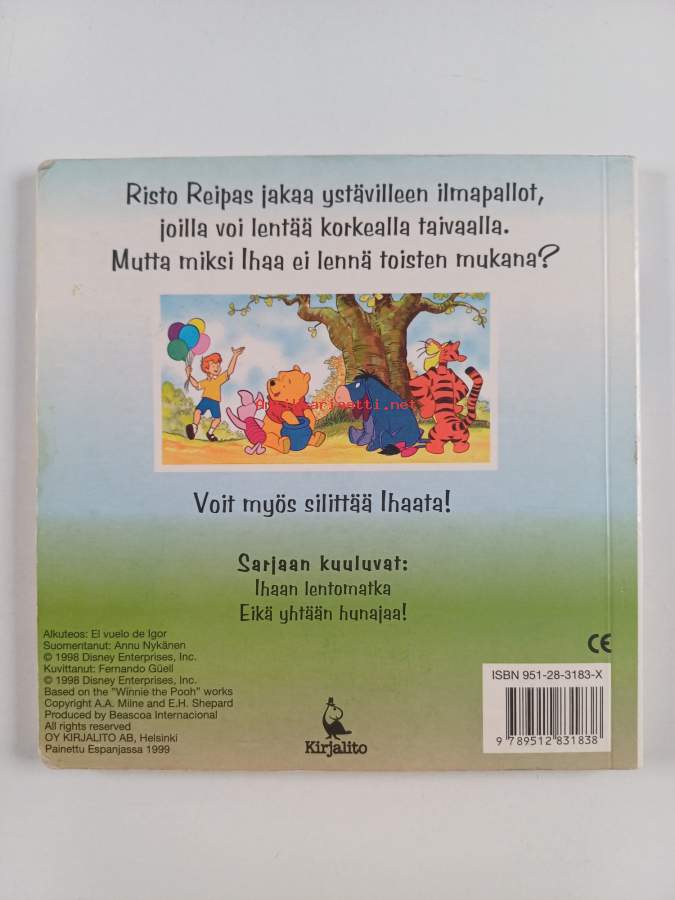 Risto Reipas jakaa ystävilleen ilmapallot,
joilla voi lentää korkealla taivaalla.
Mutta miksi Ihaa ei lennä toisten mukana?
Antikvariaatti.net
Voit myös silittää Ihaata!
Sarjaan kuuluvat:
Ihaan lentomatka
Eikä yhtään hunajaa!
Alkuteos: El vuelo de Igor
Suomentanut: Annu Nykänen
© 1998 Disney Enterprises, Inc.
Kuvittanut: Fernando Güell
© 1998 Disney Enterprises, Inc.
Based on the "Winnie the Pooh" works
Copyright A.A. Milne and E.H. Shepard
Produced by Beascoa Internacional
All rights reserved
OY KIRJALITO AB, Helsinki
Painettu Espanjassa 1999
Kirjalito
CE
ISBN 951-28-3183-X
9 789512 831838